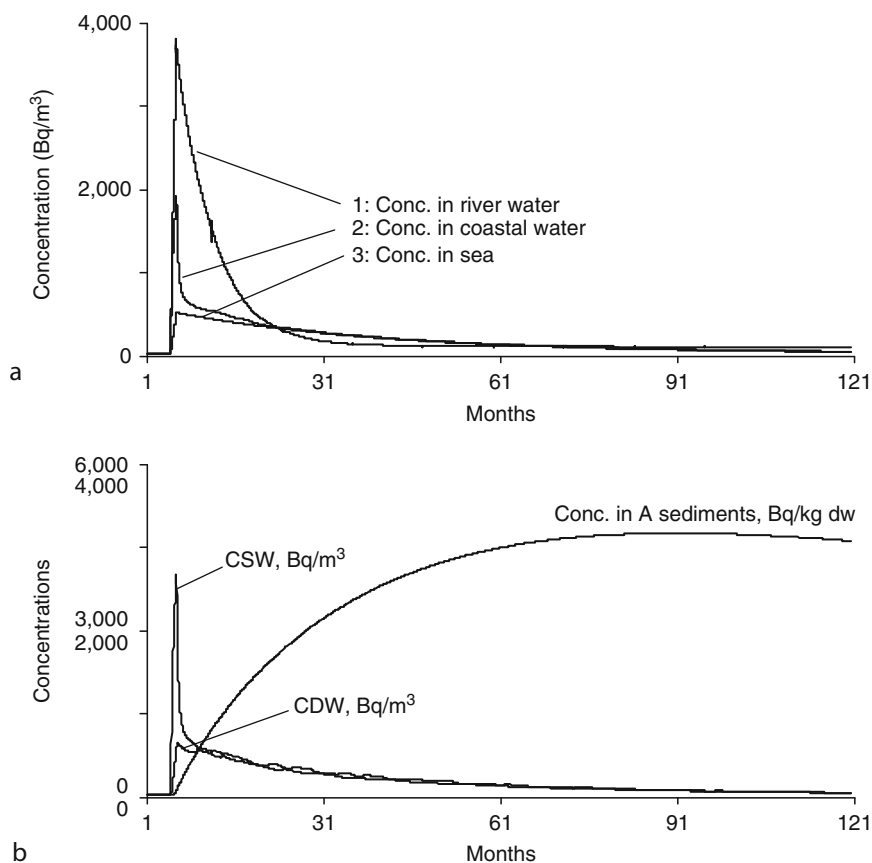 4,000
2,000
0
Concentration (Bq/m³)
1: Conc. in river water
2: Conc. in coastal water
3: Conc. in sea
1 31 61 91 121
Months
a
6,000
4,000
3,000
2,000
0
0
Concentrations
Conc. in A sediments, Bq/kg dw
CSW, Bq/m³
CDW, Bq/m³
1 31 61 91 121
Months
b